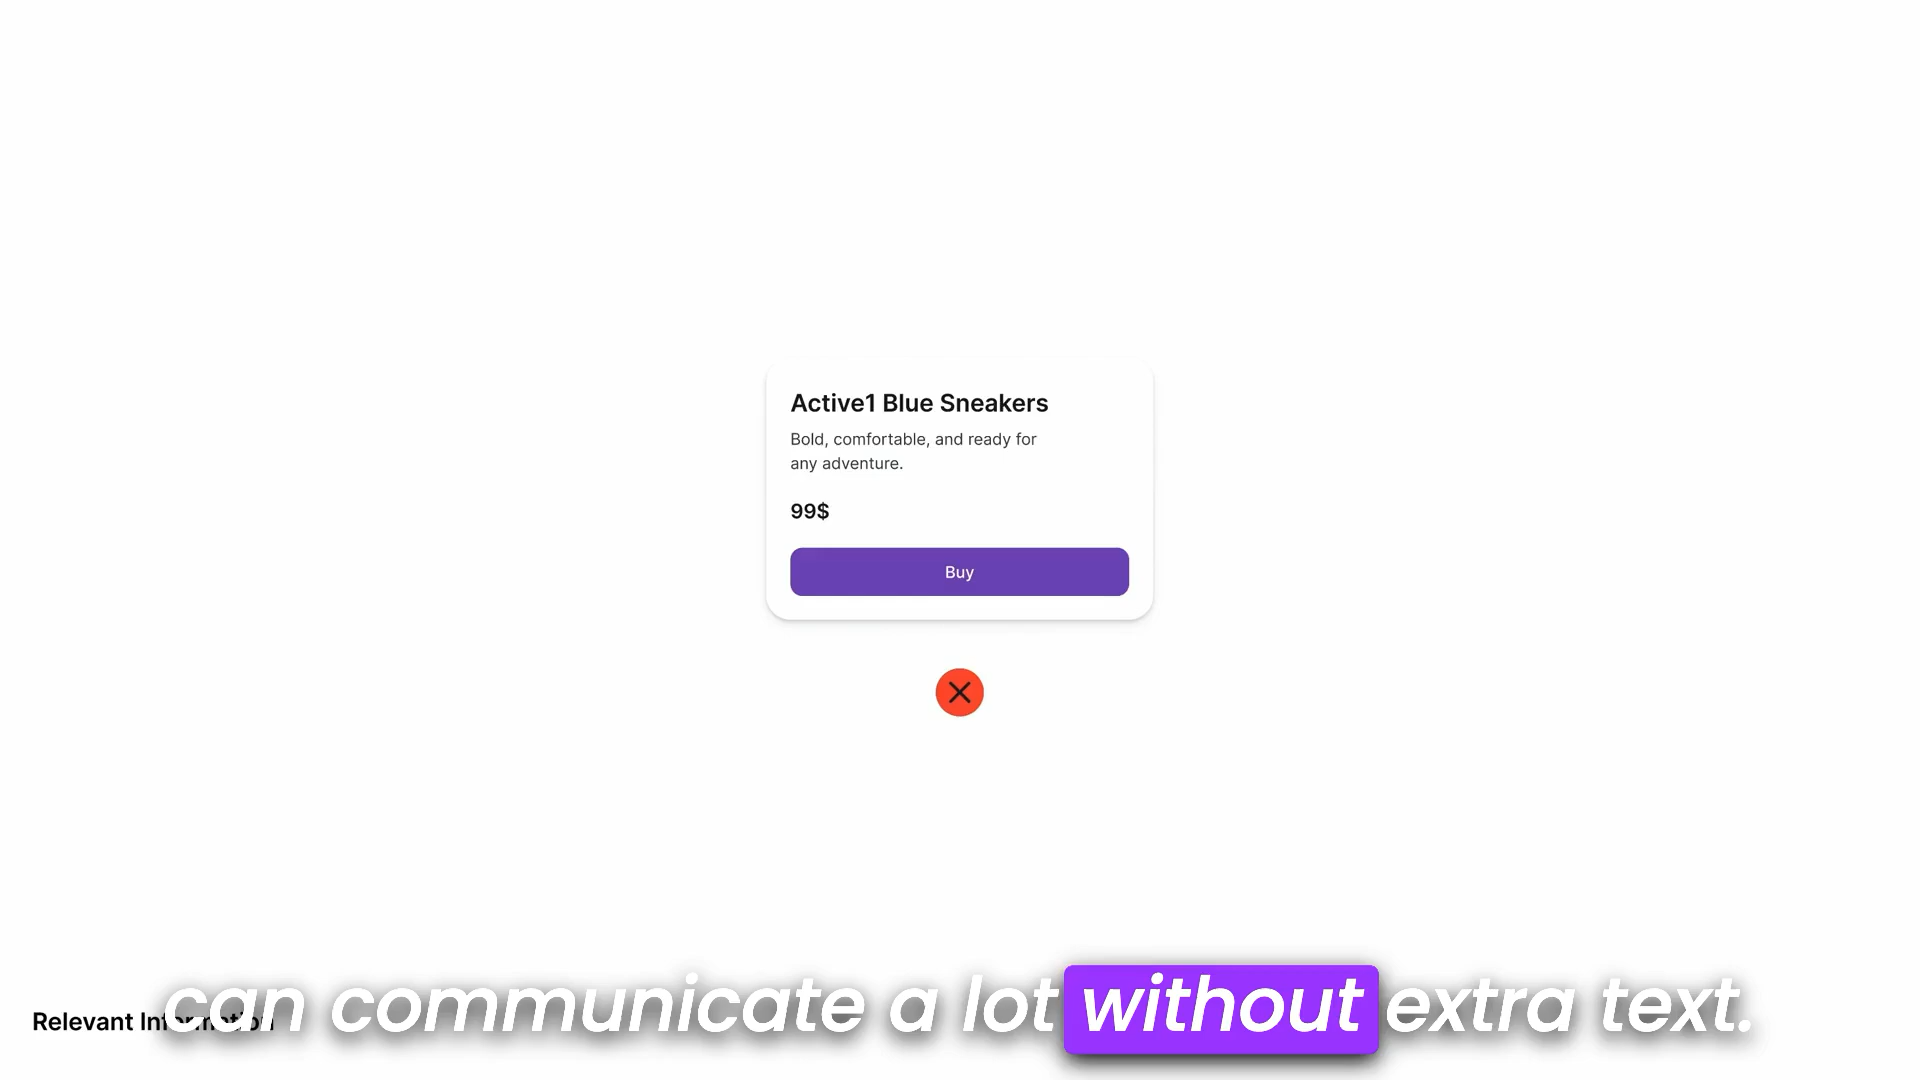 Active1 Blue Sneakers
Bold, comfortable, and ready for
any adventure.
99$
Buy
Relevant Information
can communicate a lot without extra text.